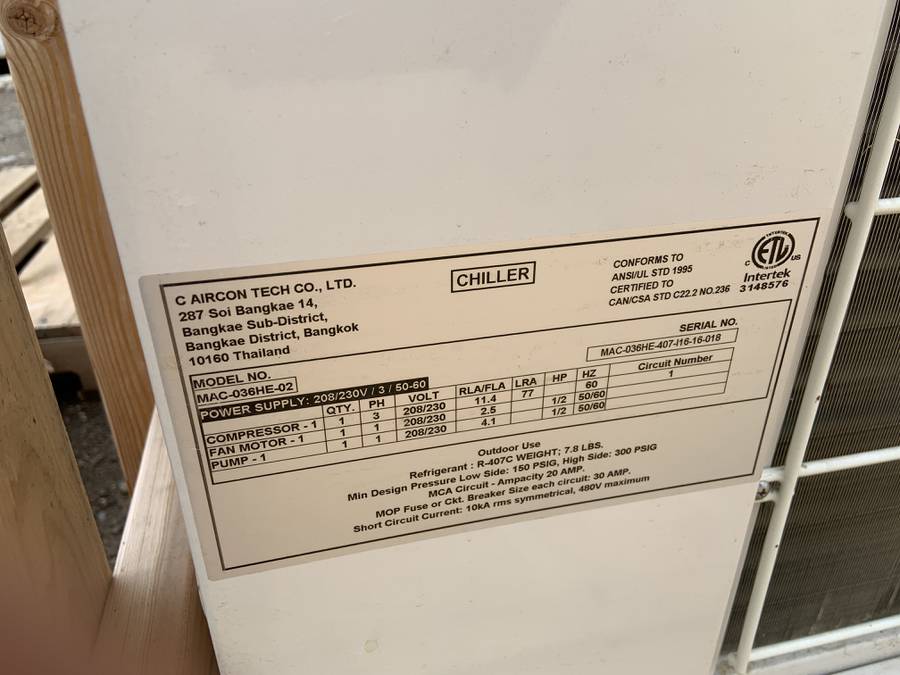 C AIRCON TECH CO., LTD.
287 Soi Bangkae 14,
Bangkae Sub-District,
Bangkae District, Bangkok
10160 Thailand
CHILLER
CONFORMS TO
ANSI/UL STD 1995
CERTIFIED TO
CAN/CSA STD C22.2 NO.236
INTERTEK
C ETL US
Intertek
3148576
MODEL NO.
MAC-036HE-02
SERIAL NO.
MAC-036HE-407-I16-16-018
POWER SUPPLY: 208/230V / 3 / 50-60
QTY. PH VOLT RLA/FLA LRA HP HZ Circuit Number
COMPRESSOR - 1 1 3 208/230 11.4 77 60 1
FAN MOTOR - 1 1 1 208/230 2.5 1/2 50/60
PUMP - 1 1 1 208/230 4.1 1/2 50/60
Outdoor Use
Refrigerant : R-407C WEIGHT; 7.8 LBS.
Min Design Pressure Low Side: 150 PSIG, High Side: 300 PSIG
MCA Circuit - Ampacity 20 AMP.
MOP Fuse or Ckt. Breaker Size each circuit: 30 AMP.
Short Circuit Current: 10kA rms symmetrical, 480V maximum